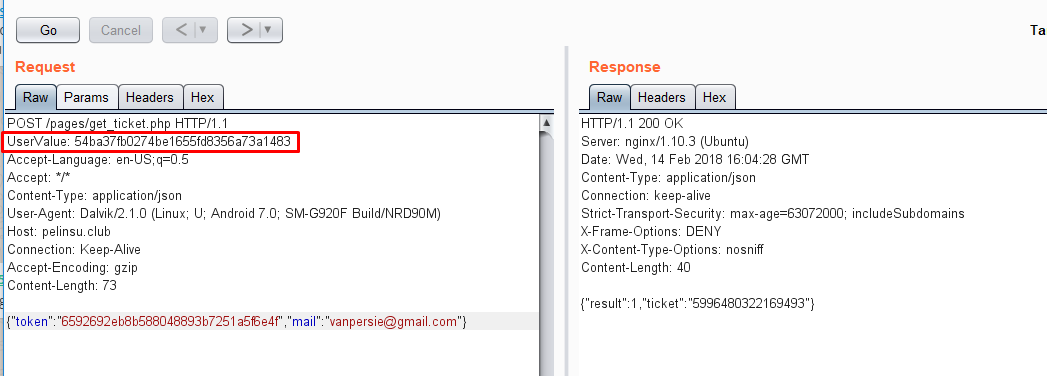 Go
Cancel
<
>
Ta
Request
Raw Params Headers Hex
POST /pages/get_ticket.php HTTP/1.1
UserValue: 54ba37fb0274be1655fd8356a73a1483
Accept-Language: en-US;q=0.5
Accept: */*
Content-Type: application/json
User-Agent: Dalvik/2.1.0 (Linux; U; Android 7.0; SM-G920F Build/NRD90M)
Host: pelinsu.club
Connection: Keep-Alive
Accept-Encoding: gzip
Content-Length: 73
{"token":"6592692eb8b588048893b7251a5f6e4f","mail":"vanpersie@gmail.com"}
Response
Raw Headers Hex
HTTP/1.1 200 OK
Server: nginx/1.10.3 (Ubuntu)
Date: Wed, 14 Feb 2018 16:04:28 GMT
Content-Type: application/json
Connection: keep-alive
Strict-Transport-Security: max-age=63072000; includeSubdomains
X-Frame-Options: DENY
X-Content-Type-Options: nosniff
Content-Length: 40
{"result":1,"ticket":"5996480322169493"}